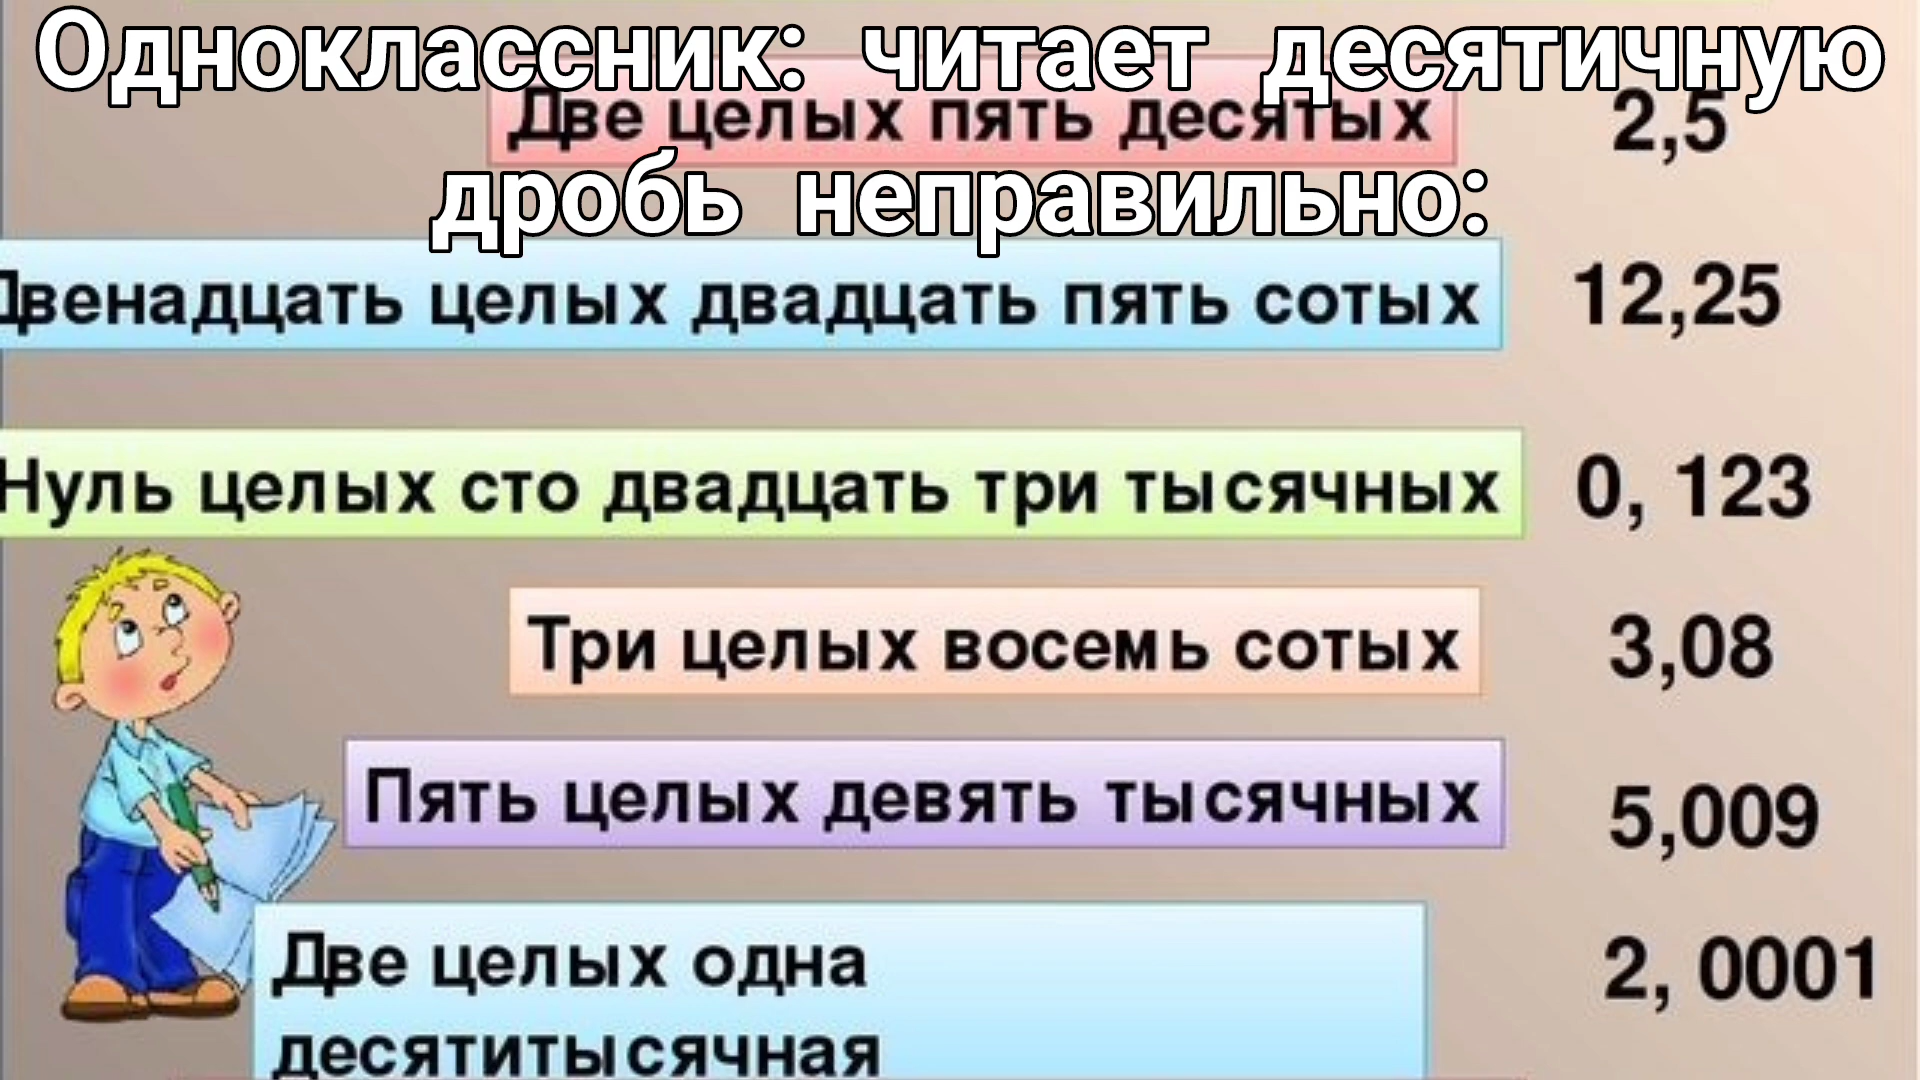 Одноклассник: читает десятичную
дробь неправильно:
Две целых пять десятых 2,5
Двенадцать целых двадцать пять сотых 12,25
Нуль целых сто двадцать три тысячных 0, 123
Три целых восемь сотых 3,08
Пять целых девять тысячных 5,009
Две целых одна 2, 0001
десятитысячная